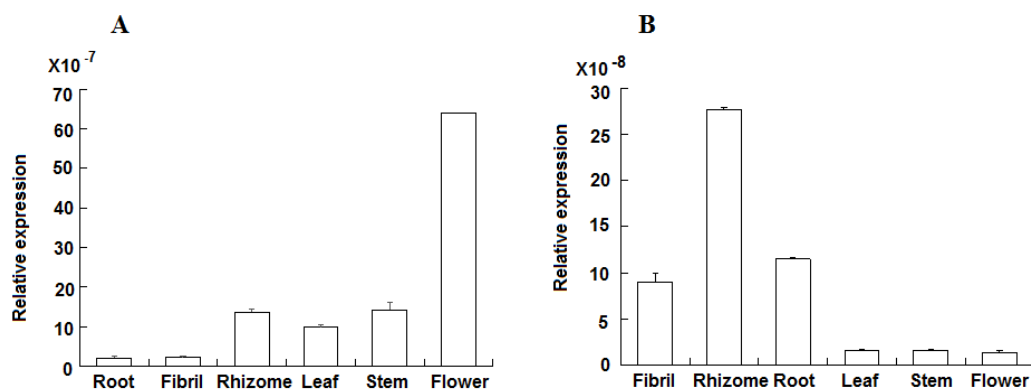 A
X10 -7
70
60
50
40
30
20
10
0
Relative expression
Root Fibril Rhizome Leaf Stem Flower
B
X10 -8
30
25
20
15
10
5
0
Relative expression
Fibril Rhizome Root Leaf Stem Flower